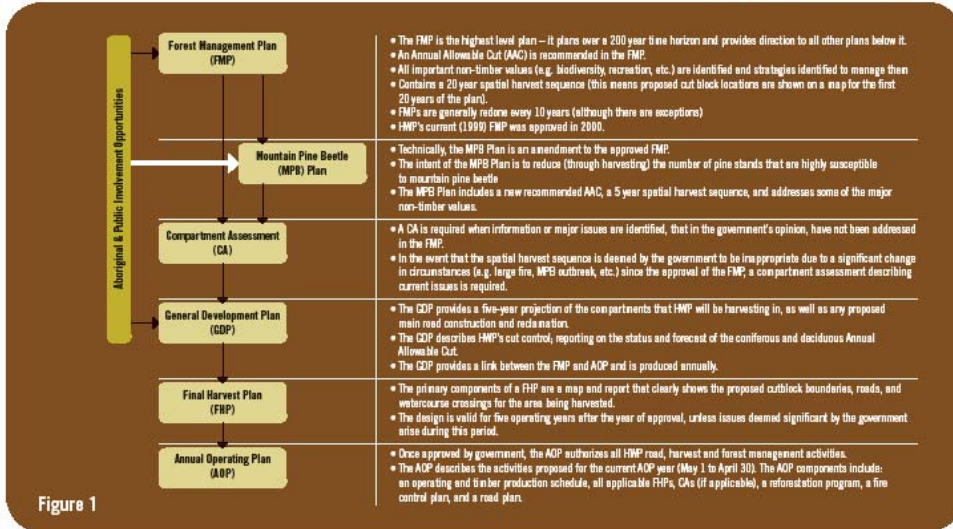 Aboriginal & Public Involvement Opportunities
Forest Management Plan
(FMP)
• The FMP is the highest level plan – it plans over a 200 year time horizon and provides direction to all other plans below it.
• An Annual Allowable Cut (AAC) is recommended in the FMP.
• All important non-timber values (e.g. biodiversity, recreation, etc.) are identified and strategies identified to manage them
• Contains a 20 year spatial harvest sequence (this means proposed cut block locations are shown on a map for the first
20 years of the plan).
• FMPs are generally redone every 10 years (although there are exceptions)
• HWP's current (1999) FMP was approved in 2000.
Mountain Pine Beetle
(MPB) Plan
• Technically, the MPB Plan is an amendment to the approved FMP.
• The intent of the MPB Plan is to reduce (through harvesting) the number of pine stands that are highly susceptible
to mountain pine beetle
• The MPB Plan includes a new recommended AAC, a 5 year spatial harvest sequence, and addresses some of the major
non-timber values.
Compartment Assessment
(CA)
• A CA is required when information or major issues are identified, that in the government's opinion, have not been addressed
in the FMP.
• In the event that the spatial harvest sequence is deemed by the government to be inappropriate due to a significant change
in circumstances (e.g. large fire, MPB outbreak, etc.) since the approval of the FMP, a compartment assessment describing
current issues is required.
General Development Plan
(GDP)
• The GDP provides a five-year projection of the compartments that HWP will be harvesting in, as well as any proposed
main road construction and reclamation.
• The GDP describes HWP's cut control; reporting on the status and forecast of the coniferous and deciduous Annual
Allowable Cut.
• The GDP provides a link between the FMP and AOP and is produced annually.
Final Harvest Plan
(FHP)
• The primary components of a FHP are a map and report that clearly shows the proposed cutblock boundaries, roads, and
watercourse crossings for the area being harvested.
• The design is valid for five operating years after the year of approval, unless issues deemed significant by the government
arise during this period.
Annual Operating Plan
(AOP)
• Once approved by government, the AOP authorizes all HWP road, harvest and forest management activities.
• The AOP describes the activities proposed for the current AOP year (May 1 to April 30). The AOP components include:
an operating and timber production schedule, all applicable FHPs, CAs (if applicable), a reforestation program, a fire
control plan, and a road plan.
Figure 1